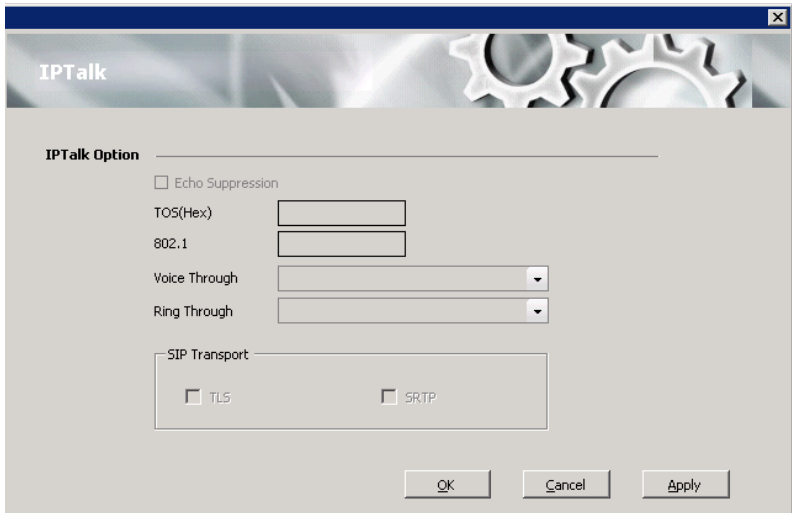 IPTalk
IPTalk Option
Echo Suppression
TOS(Hex)
802.1
Voice Through
Ring Through
SIP Transport
TLS SRTP
OK Cancel Apply